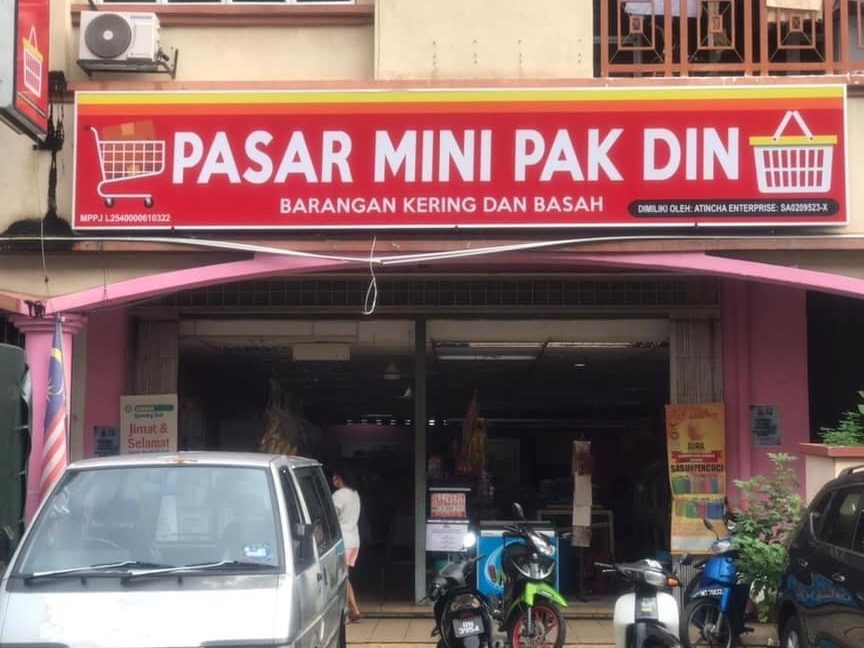 PASAR MINI PAK DIN
BARANGAN KERING DAN BASAH
MPPJ L2540000610322
DIMILIKI OLEH: ATINCHA ENTERPRISE: SA0209523-X
Jimat &
Selamat
SABUN PENCUCI